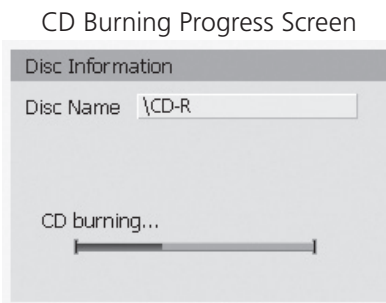 CD Burning Progress Screen
Disc Information
Disc Name \CD-R
CD burning...